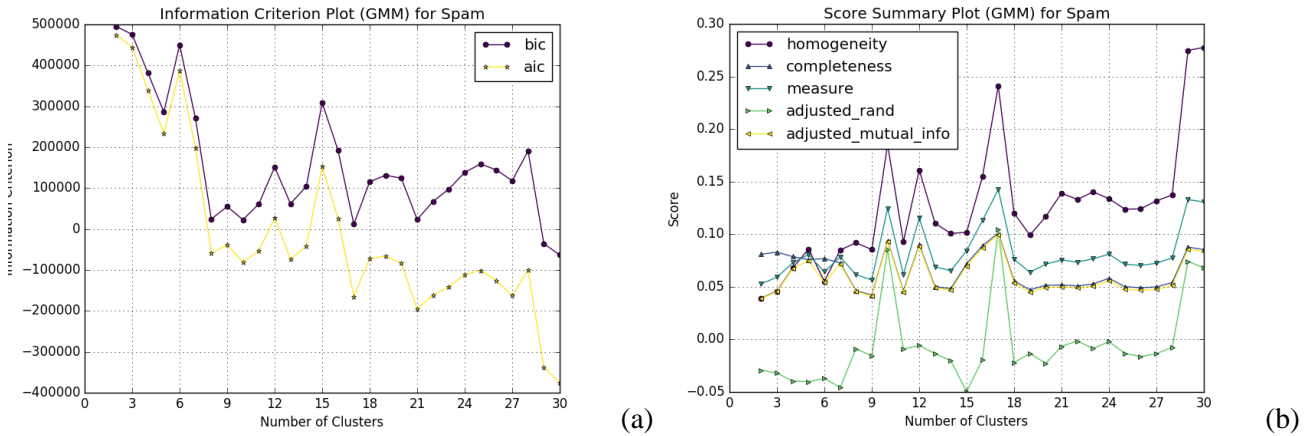 Information Criterion Plot (GMM) for Spam
500000
400000
300000
200000
100000
0
−100000
−200000
−300000
−400000
bic
aic
0 3 6 9 12 15 18 21 24 27 30
Number of Clusters
(a)
Score Summary Plot (GMM) for Spam
Score
0.30
0.25
0.20
0.15
0.10
0.05
0.00
−0.05
homogeneity
completeness
measure
adjusted_rand
adjusted_mutual_info
0 3 6 9 12 15 18 21 24 27 30
Number of Clusters
(b)